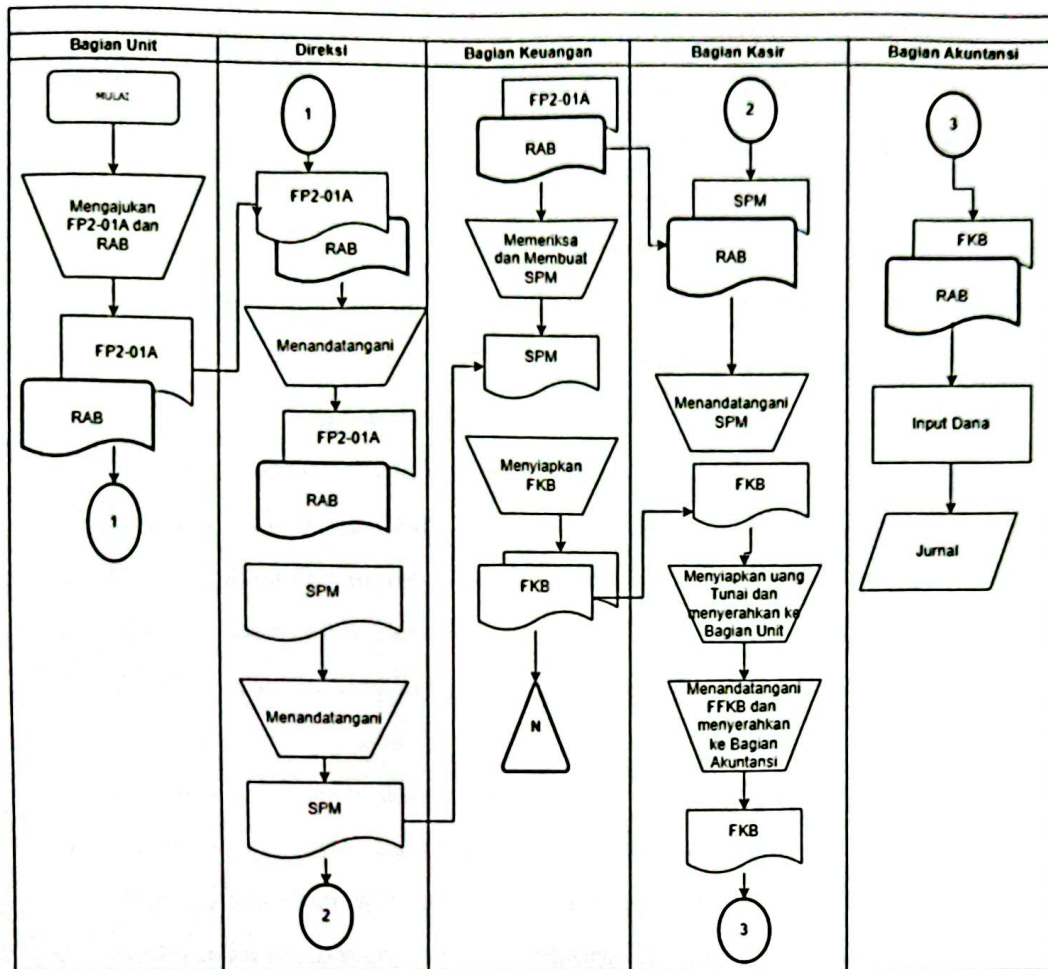 Bagian Unit
Direksi
Bagian Keuangan
Bagian Kasir
Bagian Akuntansi
MULAI
Mengajukan
FP2-01A dan
RAB
FP2-01A
RAB
1
1
FP2-01A
RAB
Menandatangani
FP2-01A
RAB
SPM
Menandatangani
SPM
2
FP2-01A
RAB
Memeriksa
dan Membuat
SPM
SPM
Menyiapkan
FKB
FKB
N
2
SPM
RAB
Menandatangani
SPM
FKB
Menyiapkan uang
Tunai dan
menyerahkan ke
Bagian Unit
Menandatangani
FFKB dan
menyerahkan
ke Bagian
Akuntansi
FKB
3
3
FKB
RAB
Input Dana
Jurnal